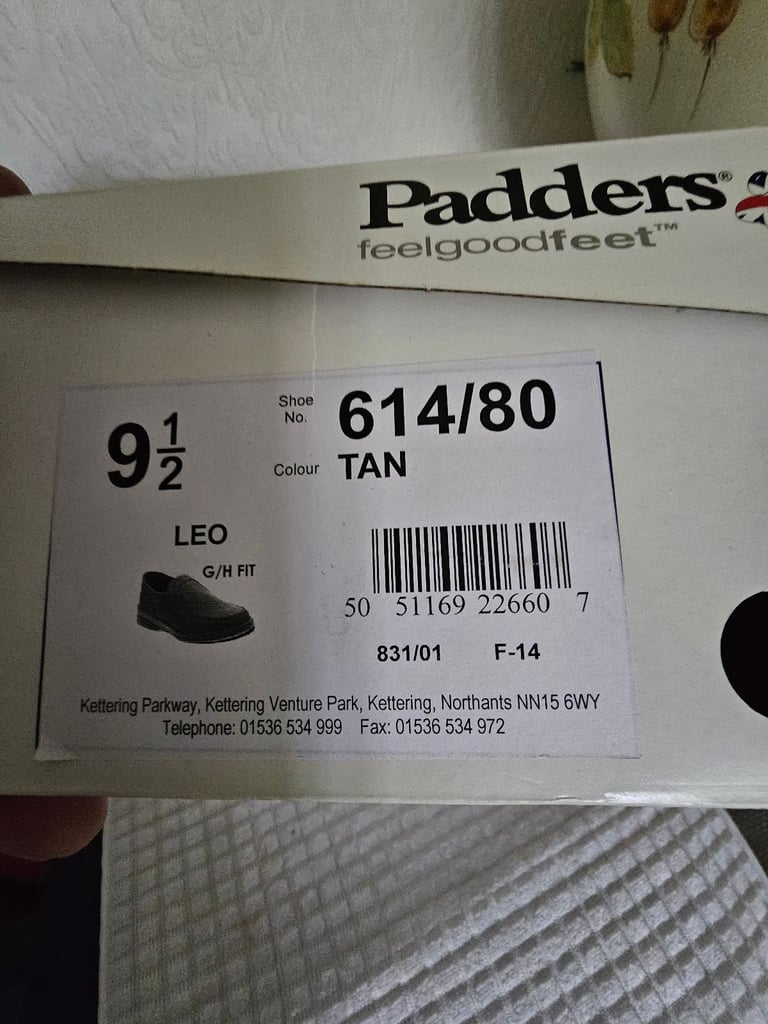 Padders®
feelgoodfeet™
9½
Shoe No. 614/80
Colour TAN
LEO
G/H FIT
50 51169 22660 7
831/01 F-14
Kettering Parkway, Kettering Venture Park, Kettering, Northants NN15 6WY
Telephone: 01536 534 999 Fax: 01536 534 972